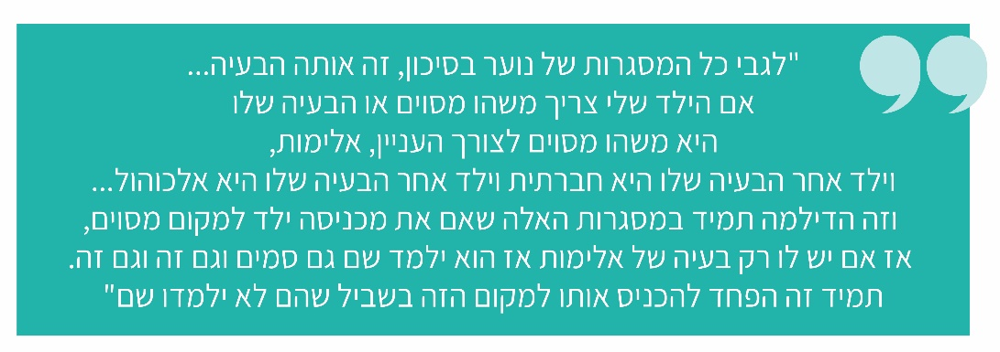 "לגבי כל המסגרות של נוער בסיכון, זה אותה הבעיה...
אם הילד שלי צריך משהו מסוים או הבעיה שלו
היא משהו מסוים לצורך העניין, אלימות,
וילד אחר הבעיה שלו היא חברתית וילד אחר הבעיה שלו היא אלכוהול...
וזה הדילמה תמיד במסגרות האלה שאם את מכניסה ילד למקום מסוים,
אז אם יש לו רק בעיה של אלימות אז הוא ילמד שם גם סמים וגם זה וגם זה.
תמיד זה הפחד להכניס אותו למקום הזה בשביל שהם לא ילמדו שם"